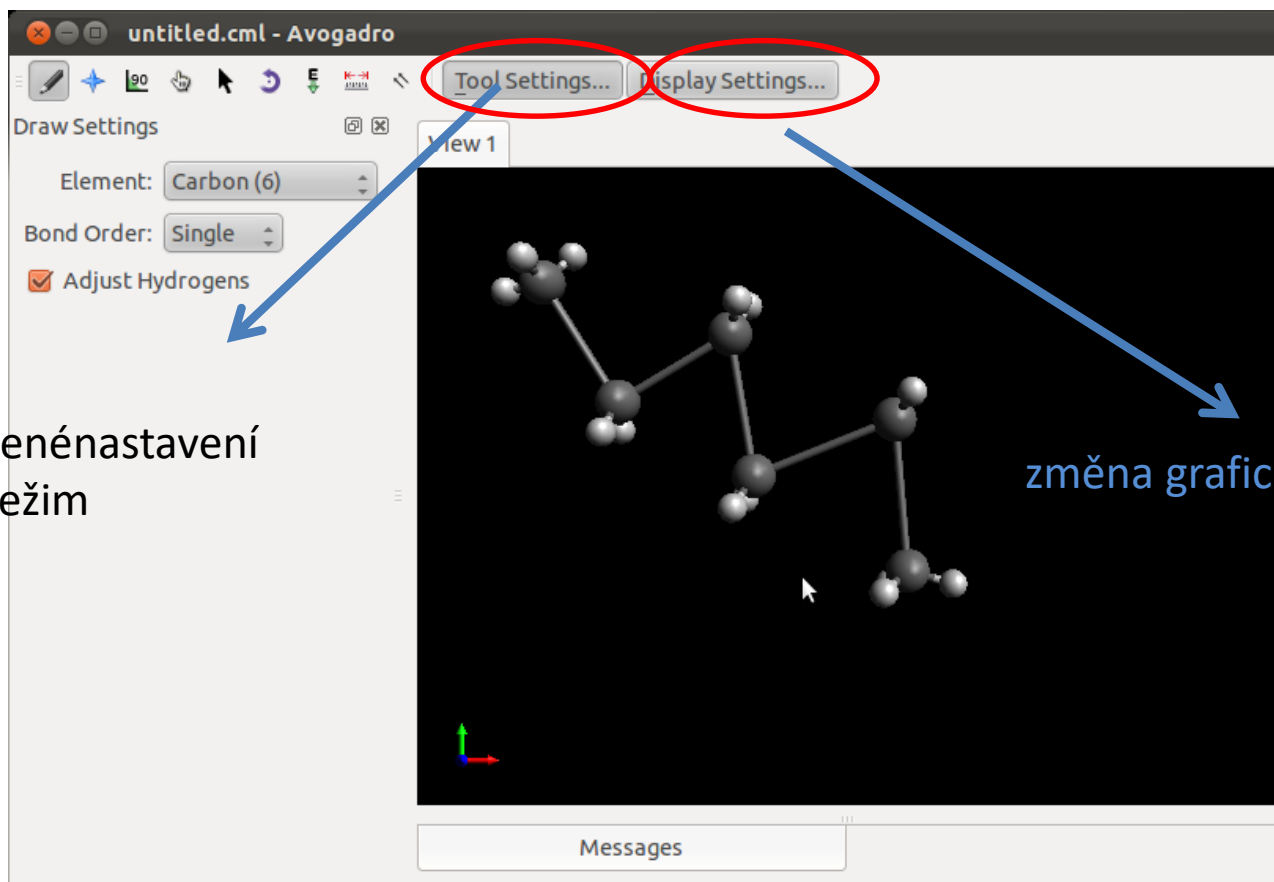 untitled.cml - Avogadro
90 E Tool Settings... Display Settings...
Draw Settings
View 1
Element: Carbon (6)
Bond Order: Single
Adjust Hydrogens
enénastavení
ežim
změna grafic
Messages